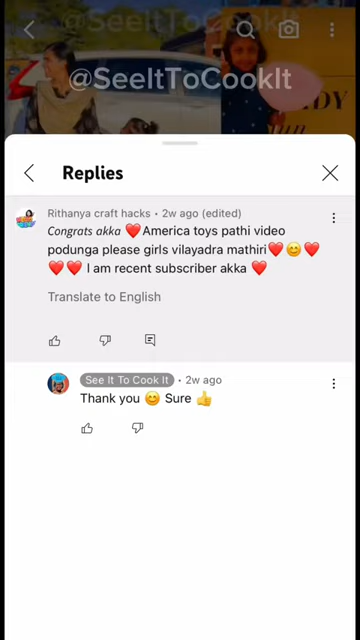 @SeeItToCookIt
@SeeItToCookIt
DY
Replies
Rithanya craft hacks • 2w ago (edited)
Congrats akka ❤️America toys pathi video
podunga please girls vilayadra mathiri❤️😊❤️
❤️❤️ I am recent subscriber akka ❤️
Translate to English
See It To Cook It • 2w ago
Thank you 😊 Sure 👍